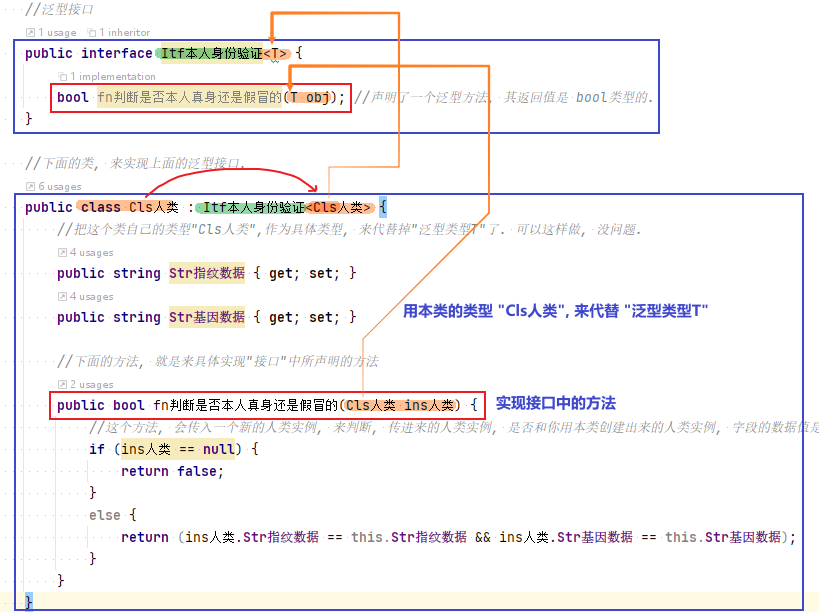 //泛型接口
1 usage 1 inheritor
public interface Itf本人身份验证<T> {
1 implementation
bool fn判断是否本人真身还是假冒的(T obj); //声明了一个泛型方法, 其返回值是 bool类型的.
}
//下面的类, 来实现上面的泛型接口.
6 usages
public class Cls人类 : Itf本人身份验证<Cls人类> {
//把这个类自己的类型"Cls人类",作为具体类型, 来代替掉"泛型类型T"了. 可以这样做, 没问题.
4 usages
public string Str指纹数据 { get; set; }
4 usages
public string Str基因数据 { get; set; }
用本类的类型 "Cls人类", 来代替 "泛型类型T"
//下面的方法, 就是来具体实现"接口"中所声明的方法
2 usages
public bool fn判断是否本人真身还是假冒的(Cls人类 ins人类) { 实现接口中的方法
//这个方法, 会传入一个新的人类实例, 来判断, 传进来的人类实例, 是否和你用本类创建出来的人类实例, 字段的数据值是
if (ins人类 == null) {
return false;
}
else {
return (ins人类.Str指纹数据 == this.Str指纹数据 && ins人类.Str基因数据 == this.Str基因数据);
}
}
}